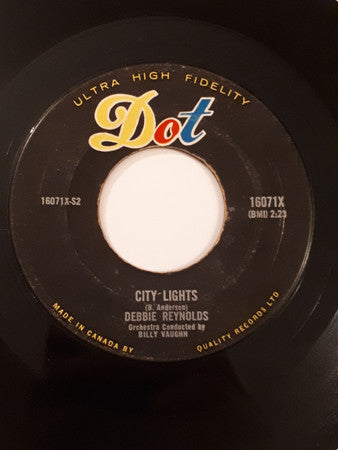 ULTRA HIGH FIDELITY
Dot
16071X-S2
16071X
(BMI) 2:23
CITY LIGHTS
(B. Anderson)
DEBBIE REYNOLDS
Orchestra Conducted by
BILLY VAUGHN
MADE IN CANADA BY QUALITY RECORDS LTD